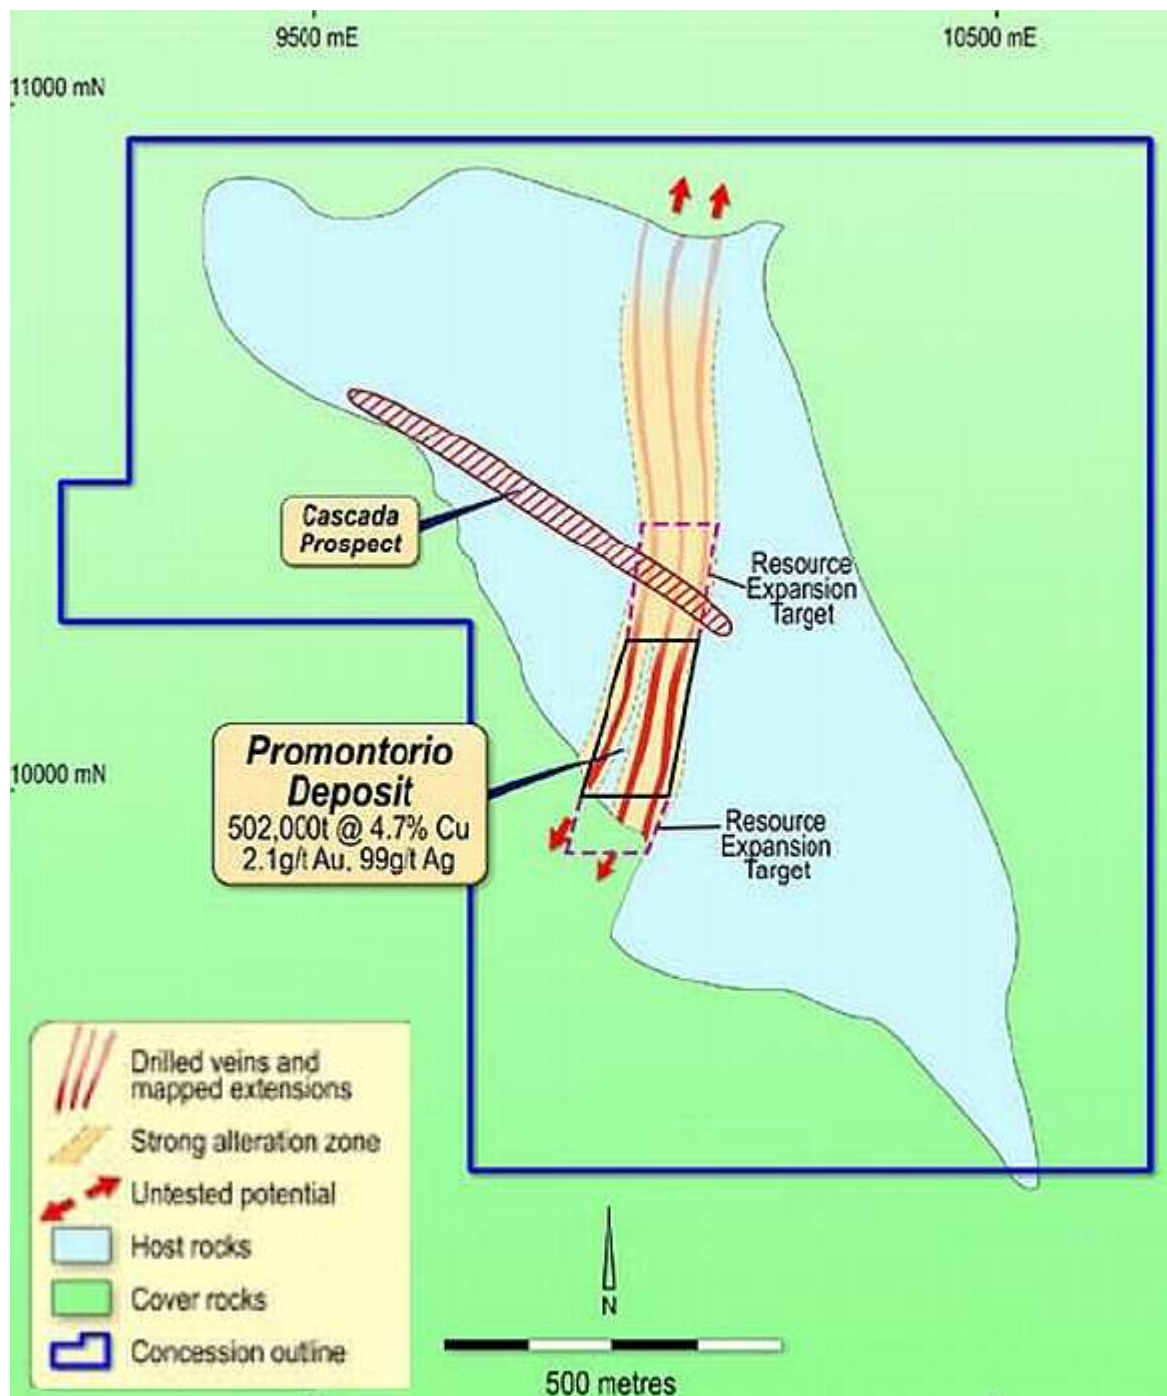 9500 mE
10500 mE
11000 mN
Cascada
Prospect
Resource
Expansion
Target
Promontorio
Deposit
502,000t @ 4.7% Cu
2.1g/t Au, 99g/t Ag
10000 mN
Resource
Expansion
Target
Drilled veins and
mapped extensions
Strong alteration zone
Untested potential
Host rocks
Cover rocks
Concession outline
N
500 metres